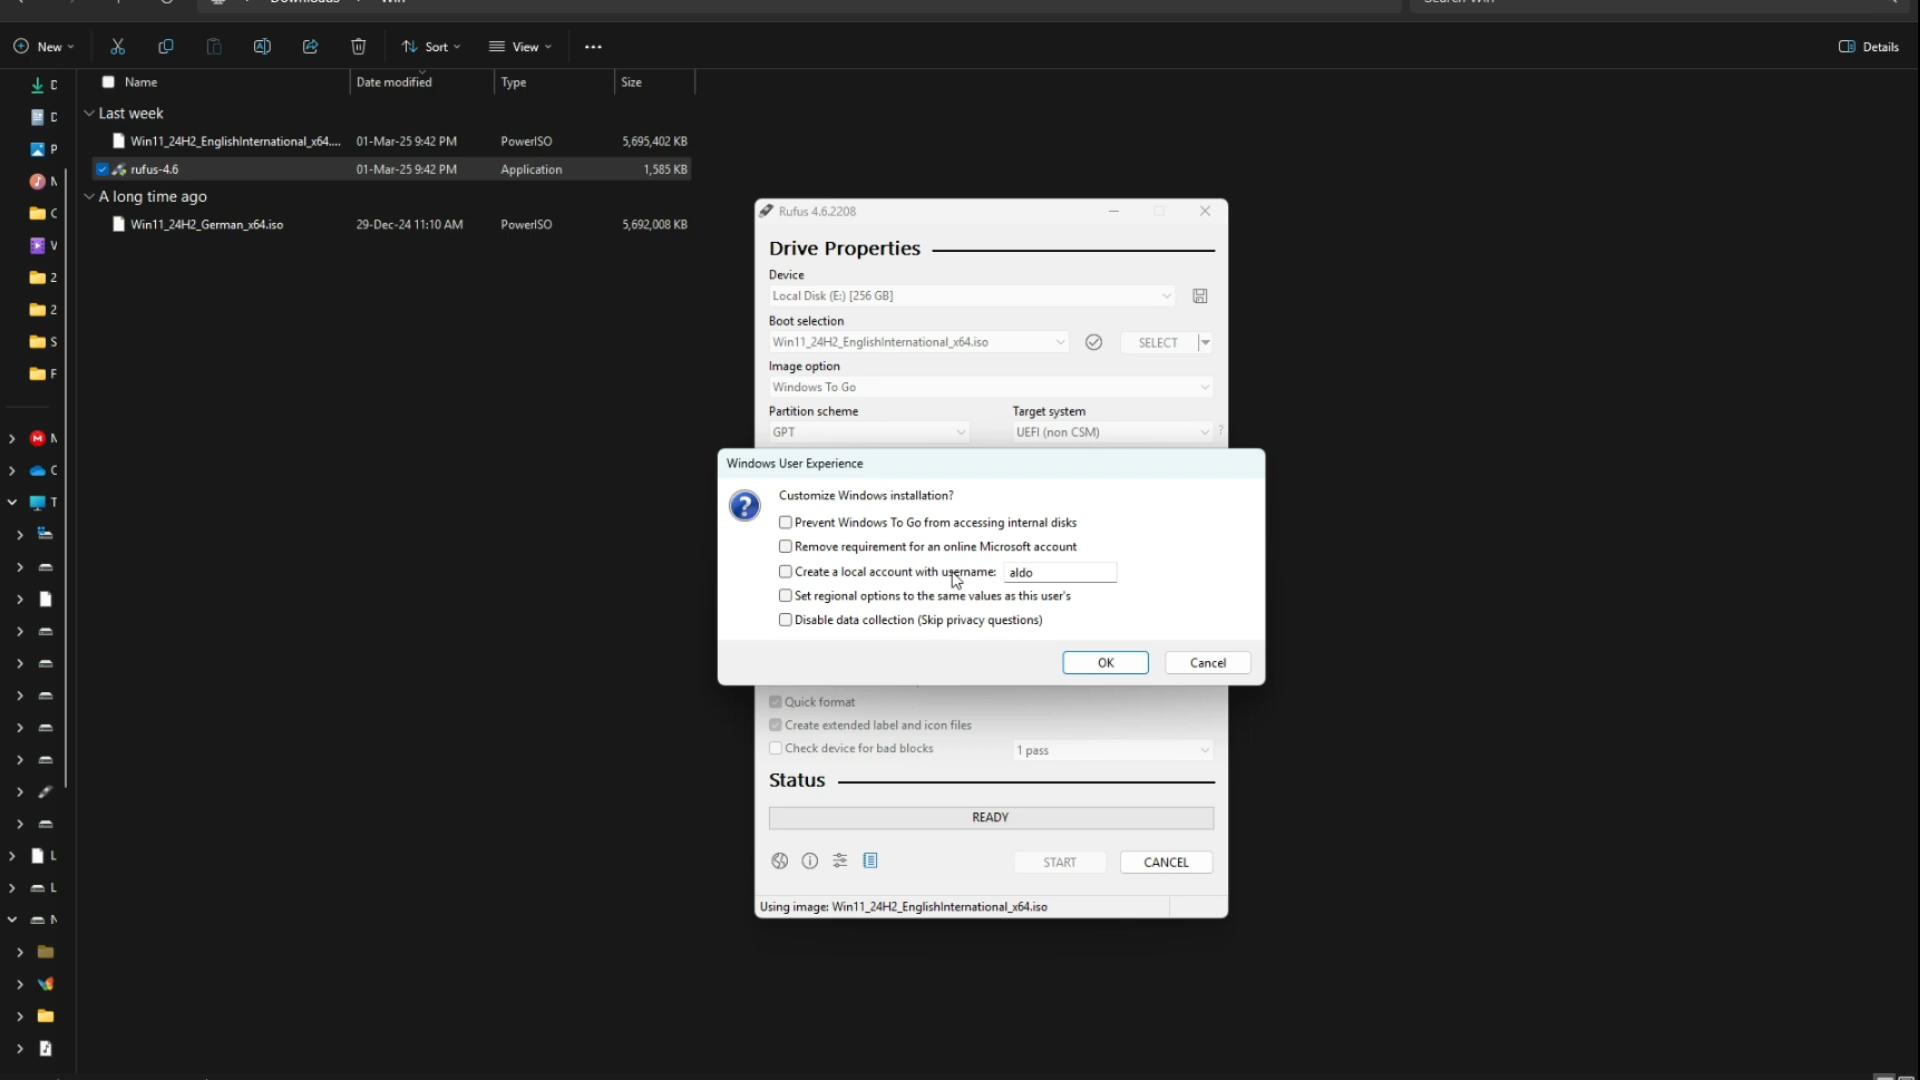 Downloads
Win
Search Win
New
Sort
View
Details
Name
Date modified
Type
Size
Last week
Win11_24H2_EnglishInternational_x64.... 01-Mar-25 9:42 PM PowerISO 5,695,402 KB
rufus-4.6 01-Mar-25 9:42 PM Application 1,585 KB
A long time ago
Win11_24H2_German_x64.iso 29-Dec-24 11:10 AM PowerISO 5,692,008 KB
Rufus 4.6.2208
Drive Properties
Device
Local Disk (E:) [256 GB]
Boot selection
Win11_24H2_EnglishInternational_x64.iso
SELECT
Image option
Windows To Go
Partition scheme
Target system
GPT
UEFI (non CSM)
?
Windows User Experience
Customize Windows installation?
Prevent Windows To Go from accessing internal disks
Remove requirement for an online Microsoft account
Create a local account with username: aldo
Set regional options to the same values as this user's
Disable data collection (Skip privacy questions)
OK
Cancel
Quick format
Create extended label and icon files
Check device for bad blocks
1 pass
Status
READY
START
CANCEL
Using image: Win11_24H2_EnglishInternational_x64.iso